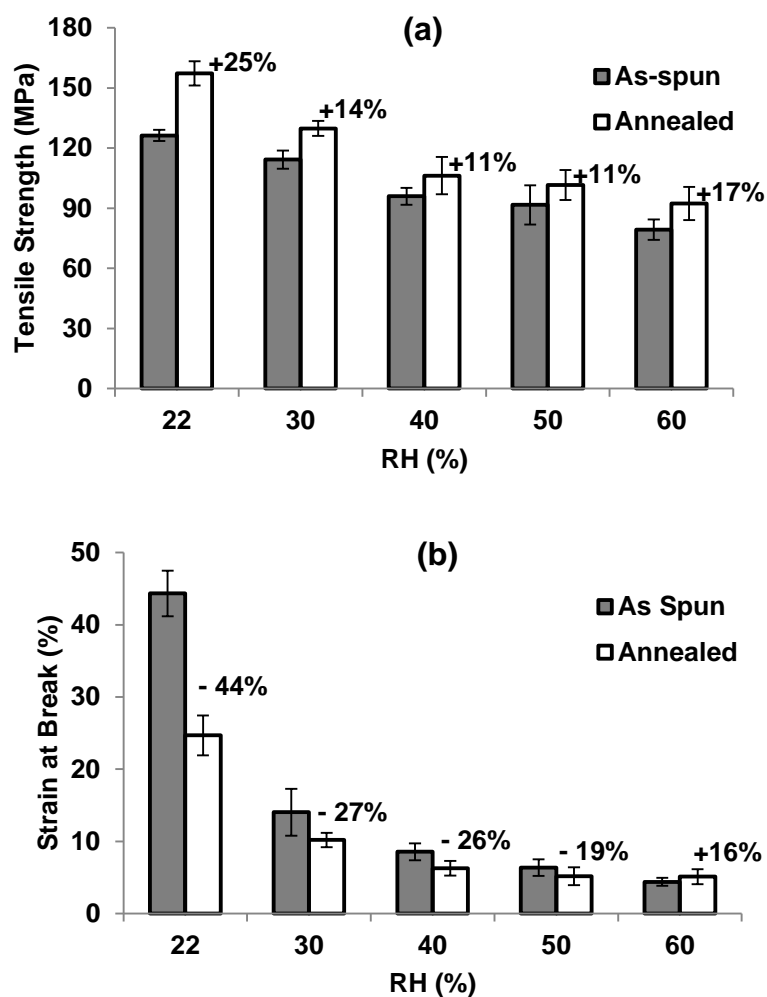 (a)
180
150
120
90
60
30
0
Tensile Strength (MPa)
As-spun
Annealed
+25%
+14%
+11%
+11%
+17%
22 30 40 50 60
RH (%)
(b)
50
40
30
20
10
0
Strain at Break (%)
As Spun
Annealed
- 44%
- 27%
- 26%
- 19%
+16%
22 30 40 50 60
RH (%)